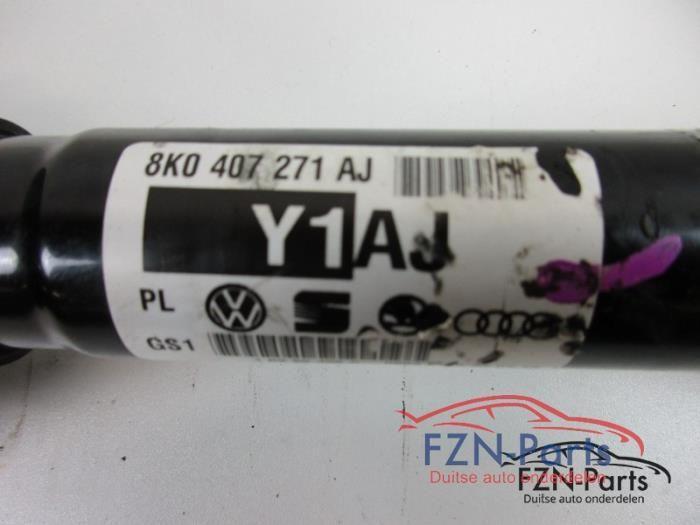 8K0 407 271 AJ
Y1AJ
PL
GS1
FZN-Parts
Duitse auto onderdelen
FZN-Parts
Duitse auto onderdelen